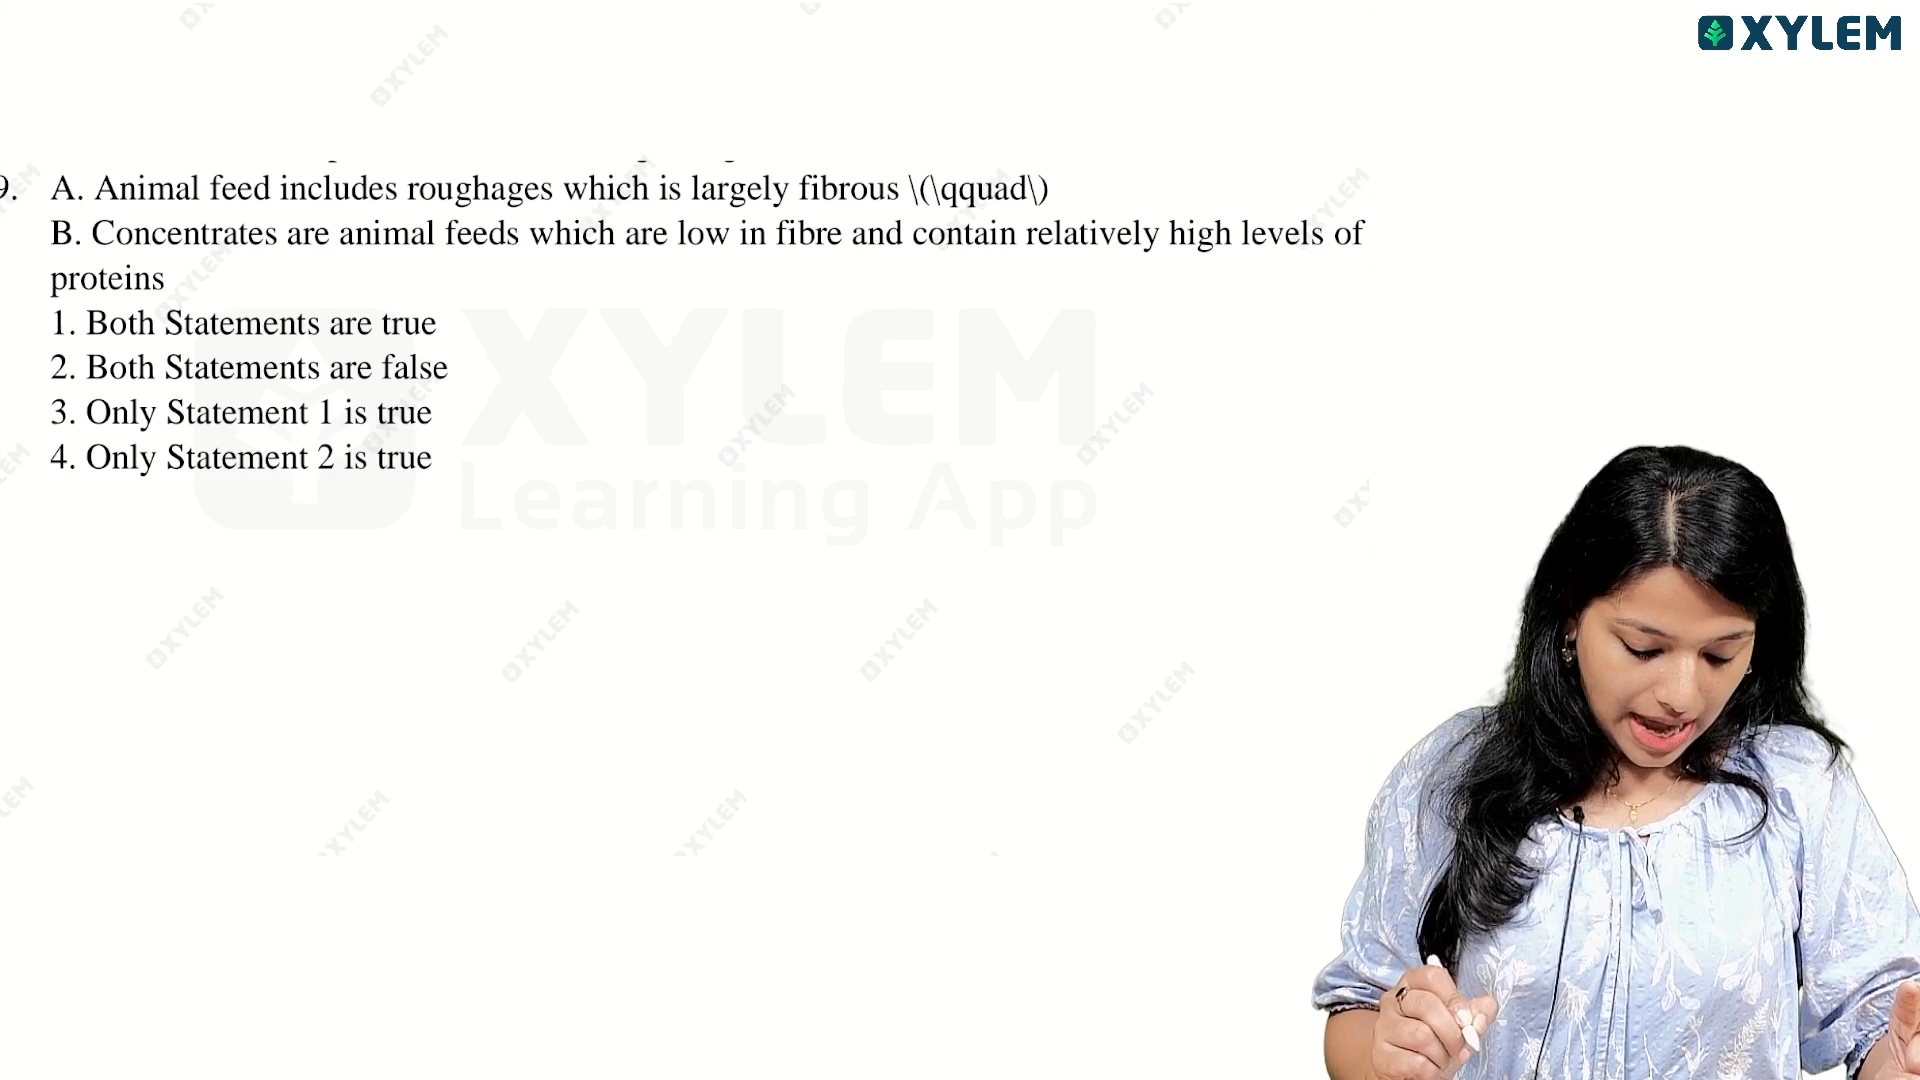 XYLEM
9. A. Animal feed includes roughages which is largely fibrous \(\qquad\)
B. Concentrates are animal feeds which are low in fibre and contain relatively high levels of
proteins
1. Both Statements are true
2. Both Statements are false
3. Only Statement 1 is true
4. Only Statement 2 is true
XYLEM
Learning App